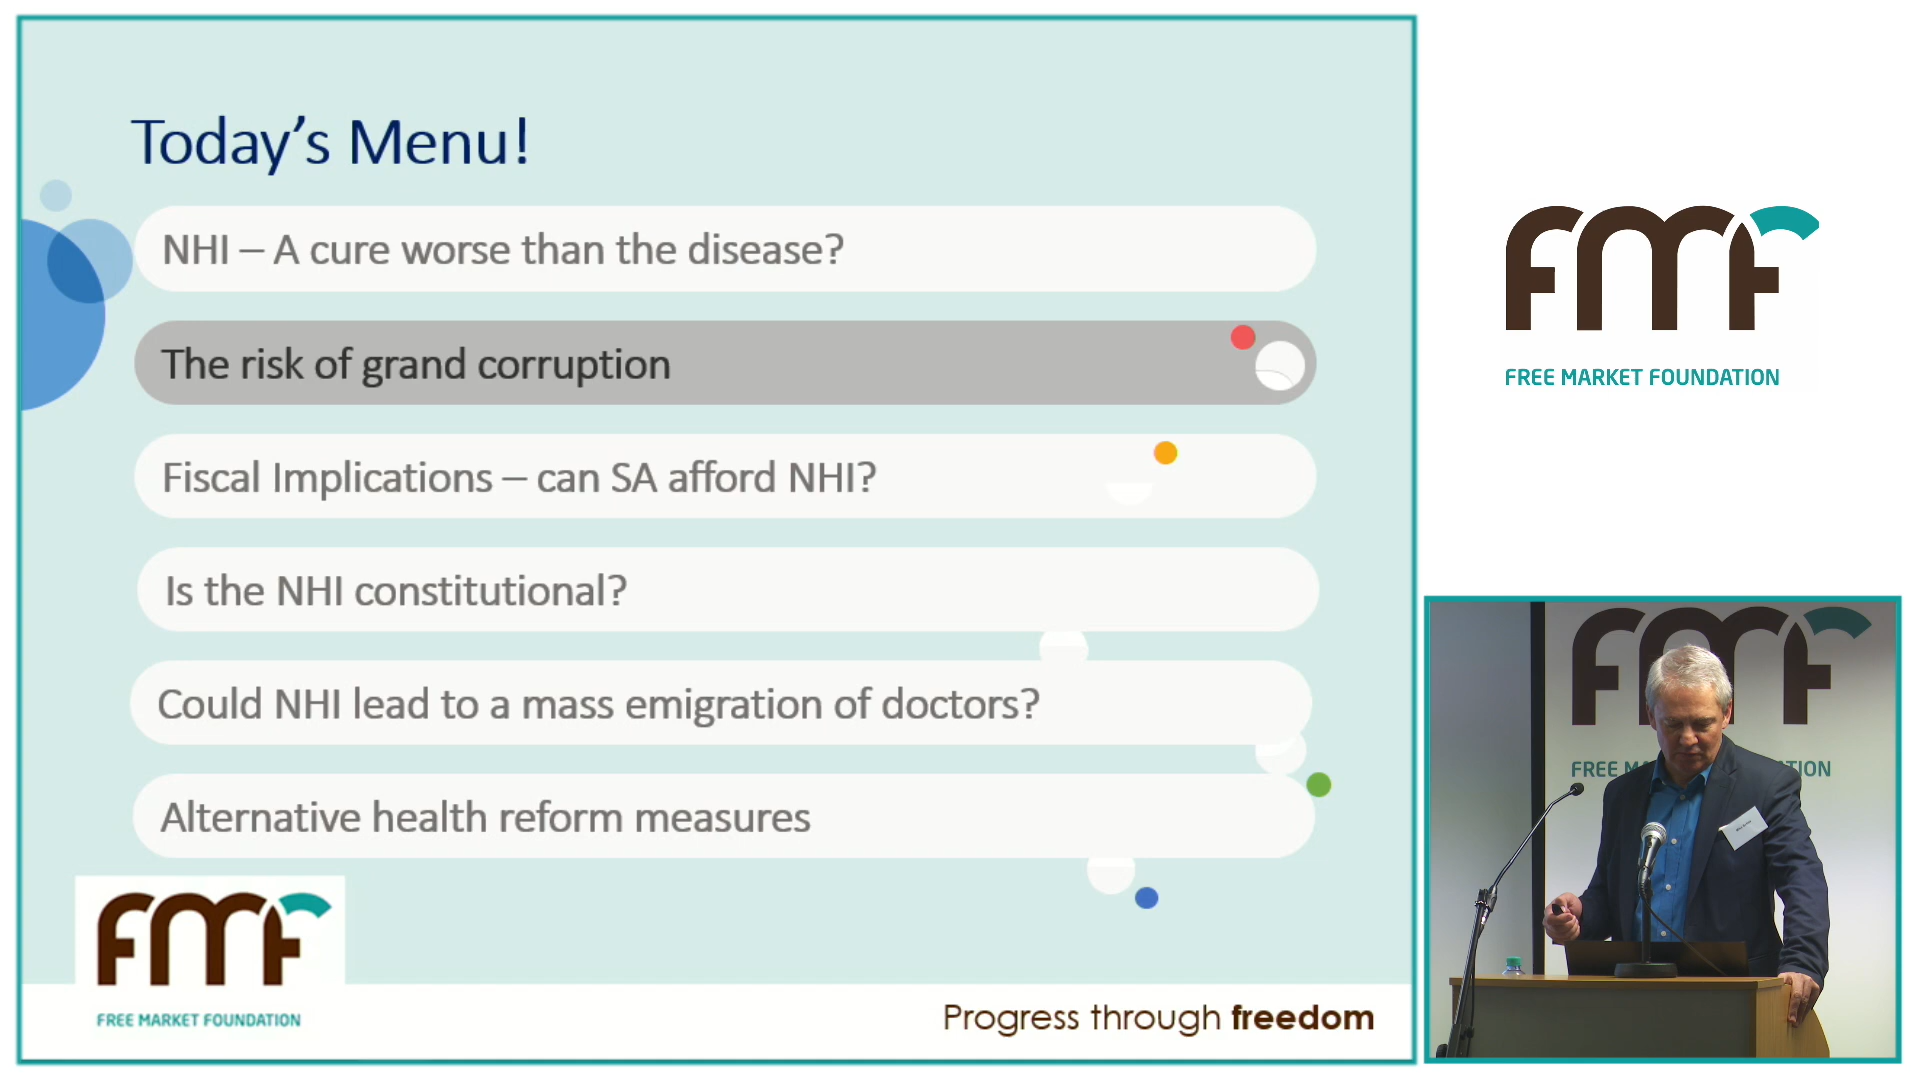 Today's Menu!
NHI – A cure worse than the disease?
The risk of grand corruption
Fiscal Implications – can SA afford NHI?
Is the NHI constitutional?
Could NHI lead to a mass emigration of doctors?
Alternative health reform measures
fmf
FREE MARKET FOUNDATION
Progress through freedom
fmf
FREE MARKET FOUNDATION
fmf
FREE